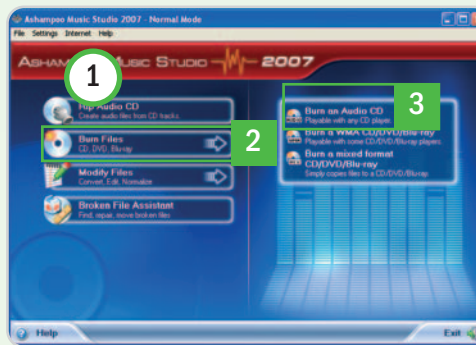 Ashampoo Music Studio 2007 - Normal Mode
File Settings Internet Help
ASHAM USIC STUDIO 2007
1
Rip Audio CD
Create audio files from CD tracks.
Burn Files
CD, DVD, Blu-ray
2
Modify Files
Convert, Edit, Normalize
Broken File Assistant
Find, repair, move broken files
Burn an Audio CD
Playable with any CD player.
3
Burn a WMA CD/DVD/Blu-ray
Playable with some CD/DVD/Blu-ray players.
Burn a mixed format
CD/DVD/Blu-ray
Simply copies files to a CD/DVD/Blu-ray.
Help
Exit